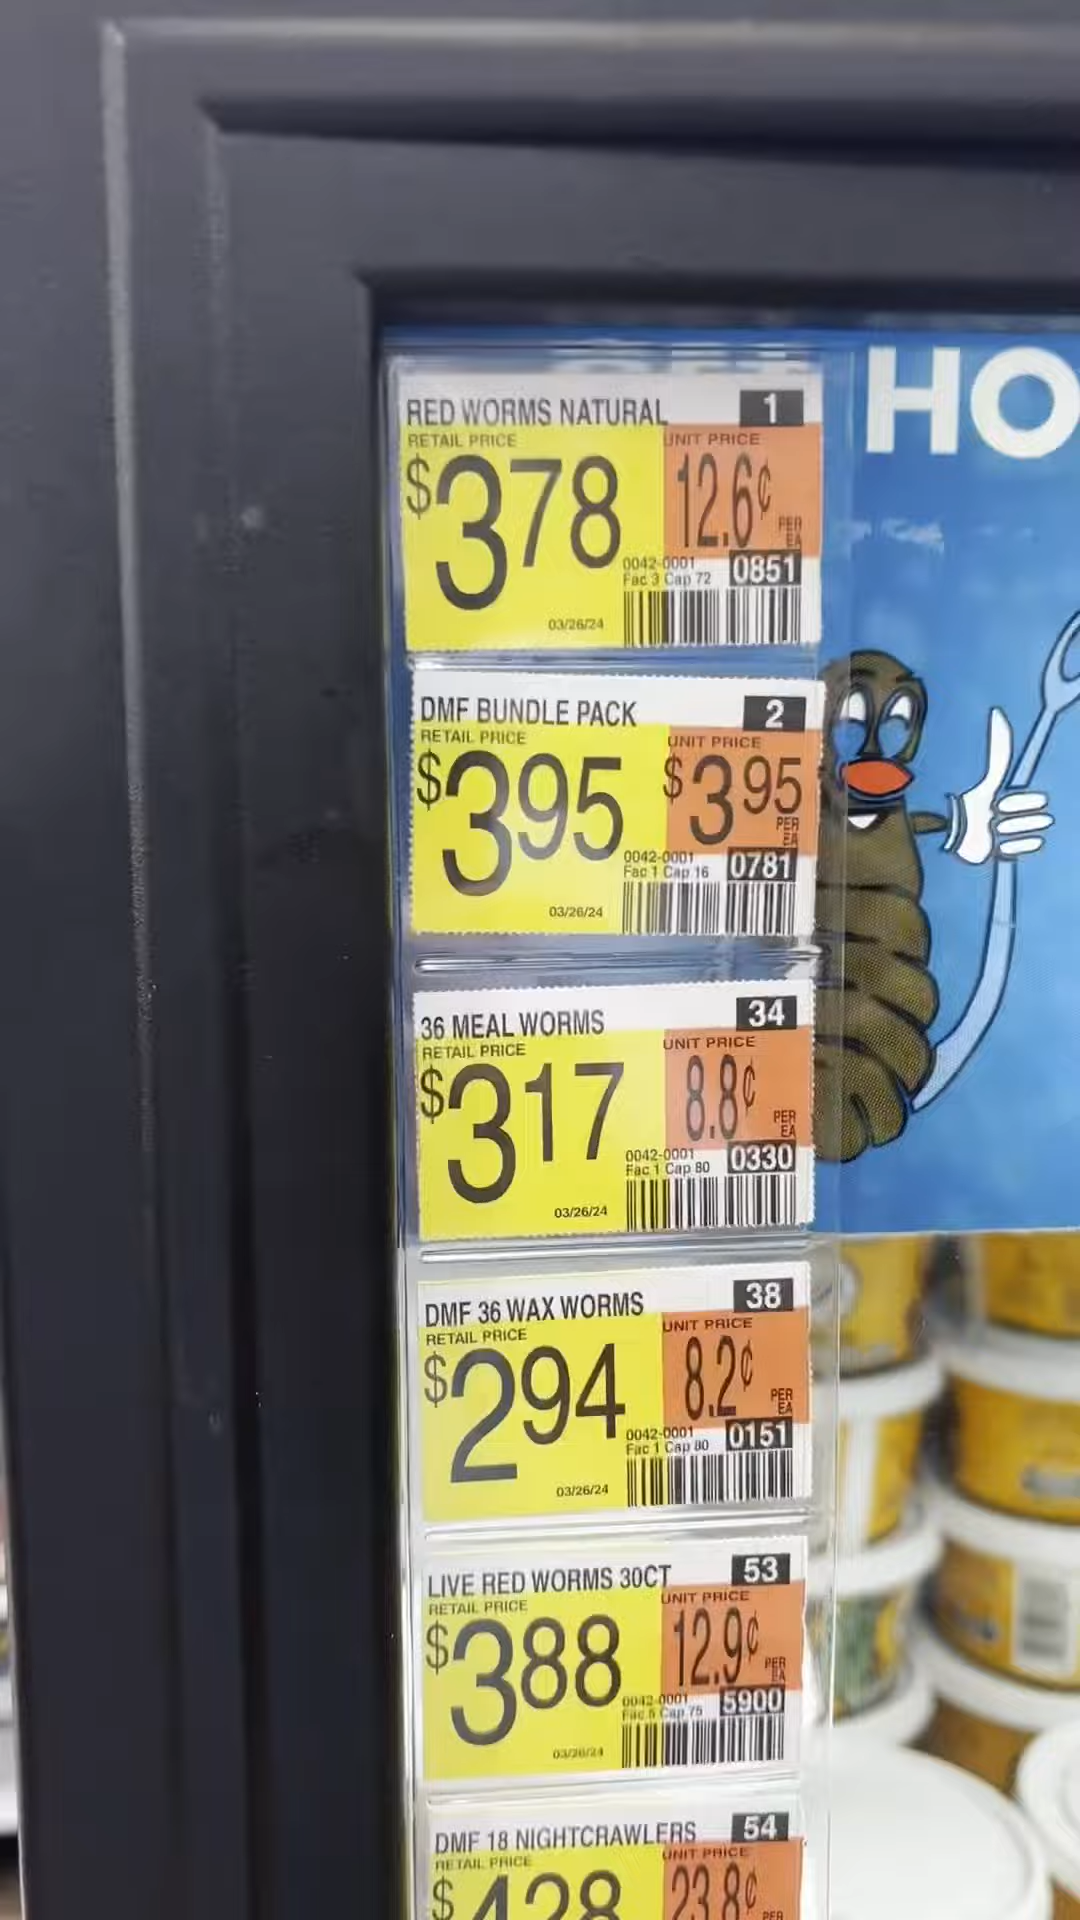 HO
RED WORMS NATURAL 1
RETAIL PRICE UNIT PRICE
$378 12.6¢
PER
EA
0042-0001
Fac 3 Cap 72 0851
03/26/24
DMF BUNDLE PACK 2
RETAIL PRICE UNIT PRICE
$395 $395
PER
EA
0042-0001
Fac 1 Cap 16 0781
03/26/24
36 MEAL WORMS 34
RETAIL PRICE UNIT PRICE
$317 8.8¢
PER
EA
0042-0001
Fac 1 Cap 80 0330
03/26/24
DMF 36 WAX WORMS 38
RETAIL PRICE UNIT PRICE
$294 8.2¢
PER
EA
0042-0001
Fac 1 Cap 80 0151
03/26/24
LIVE RED WORMS 30CT 53
RETAIL PRICE UNIT PRICE
$388 12.9¢
PER
EA
0042-0001
Fac 5 Cap 75 5900
03/26/24
DMF 18 NIGHTCRAWLERS 54
RETAIL PRICE UNIT PRICE
$428 23.8¢
PER